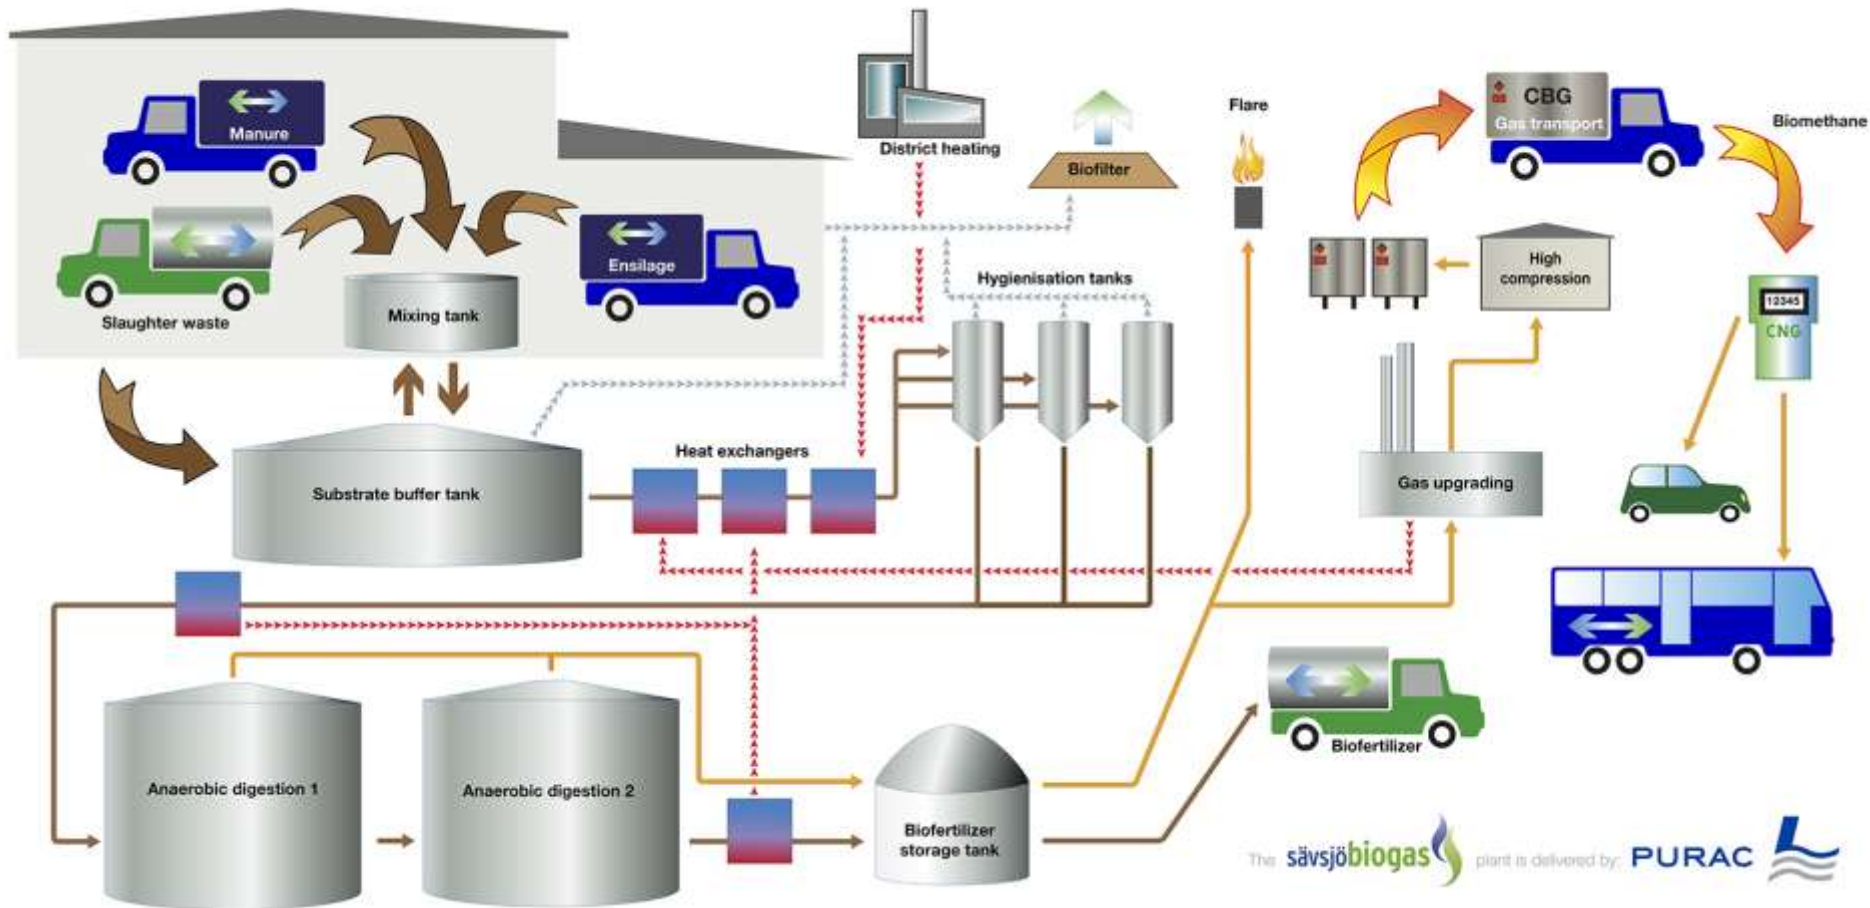 Manure
Slaughter waste
Ensilage
Mixing tank
District heating
Biofilter
Flare
CBG
Gas transport
Biomethane
Hygienisation tanks
High
compression
12345
CNG
Substrate buffer tank
Heat exchangers
Gas upgrading
Anaerobic digestion 1
Anaerobic digestion 2
Biofertilizer
storage tank
Biofertilizer
The sävsjöbiogas plant is delivered by: PURAC